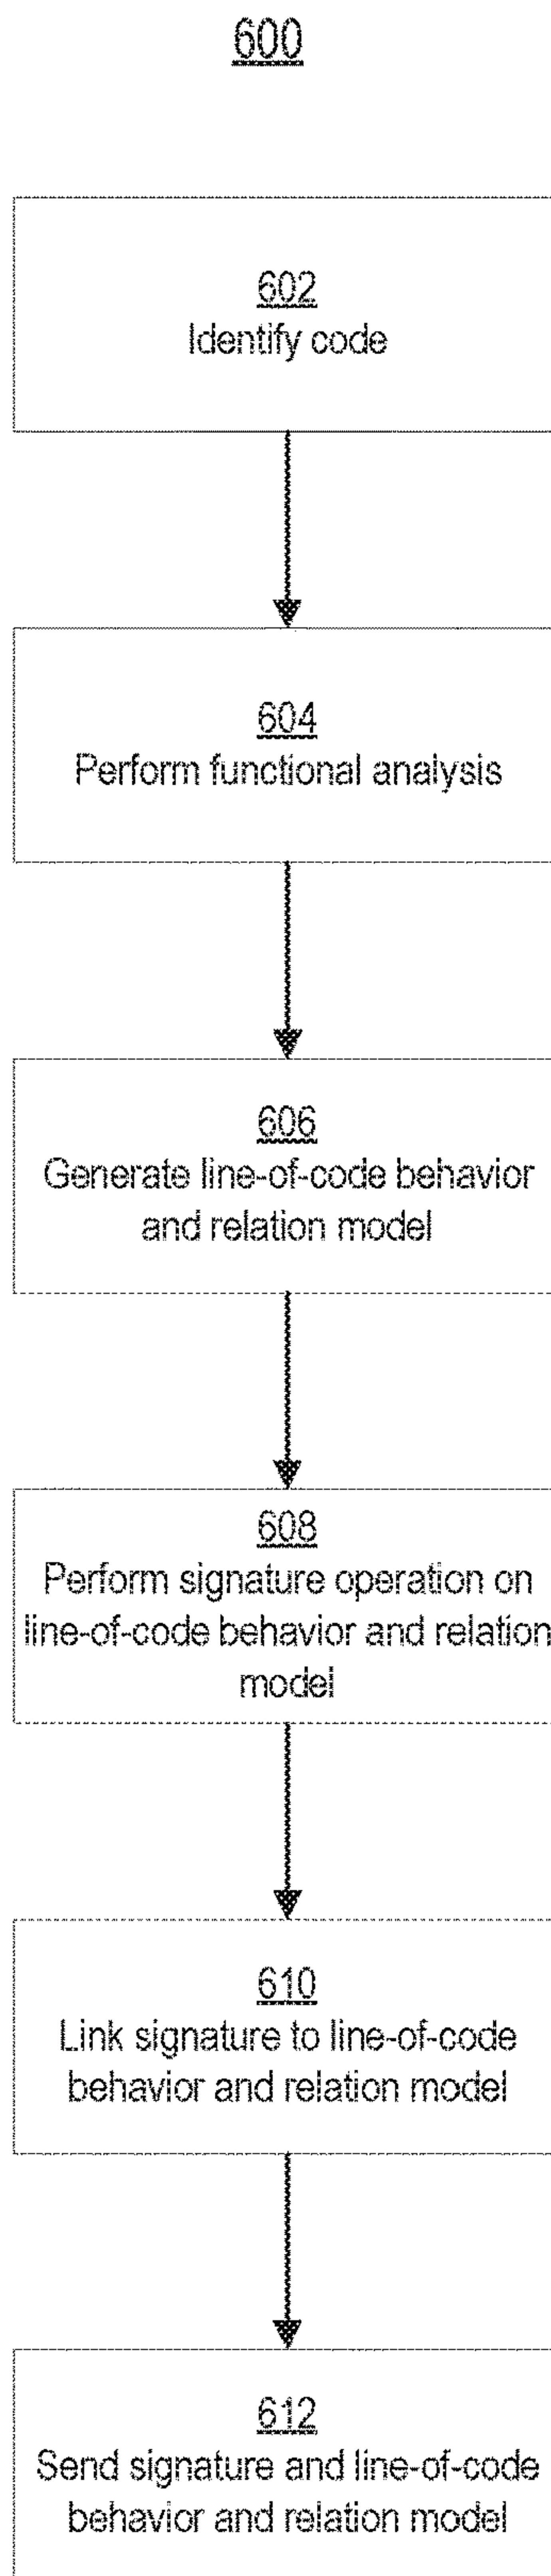 600
602
Identify code
604
Perform functional analysis
606
Generate line-of-code behavior
and relation model
608
Perform signature operation on
line-of-code behavior and relation
model
610
Link signature to line-of-code
behavior and relation model
612
Send signature and line-of-code
behavior and relation model